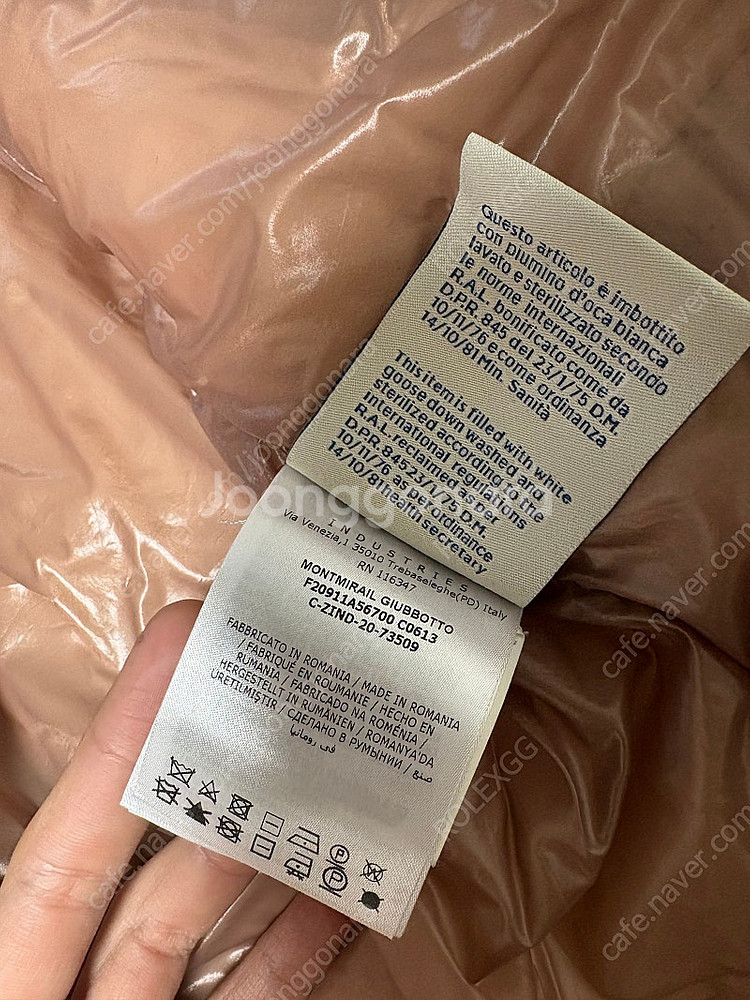 Questo articolo è imbottito
con piumino d'oca bianca
lavato e sterilizzato secondo
le norme internazionali
R.A.L. bonificato come da
D.P.R. 845 del 23/1/75 D.M.
10/11/76 e come ordinanza
14/10/81 Min. Sanità
This item is filled with white
goose down washed and
sterilized according to the
international regulations
R.A.L. reclaimed as per
D.P.R. 845 23/1/75 D.M.
10/11/76 as per ordinance
14/10/81 health secretary
Joonggonara
INDUSTRIES
Via Venezia,1 35010 Trebaseleghe(PD) Italy
RN 116347
MONTMIRAIL GIUBBOTTO
F20911A56700 C0613
C-ZIND-20-73509
FABBRICATO IN ROMANIA / MADE IN ROMANIA
/ FABRIQUÉ EN ROUMANIE / HECHO EN
RUMANIA / FABRICADO NA ROMÉNIA /
HERGESTELLT IN RUMÄNIEN / ROMANYA'DA
ÜRETILMIŞTIR / СДЕЛАНО В РУМЫНИИ / صنع
في رومانيا
P W
P
ROLEXGG
cafe.naver.com/joonggonara
cafe.naver.com